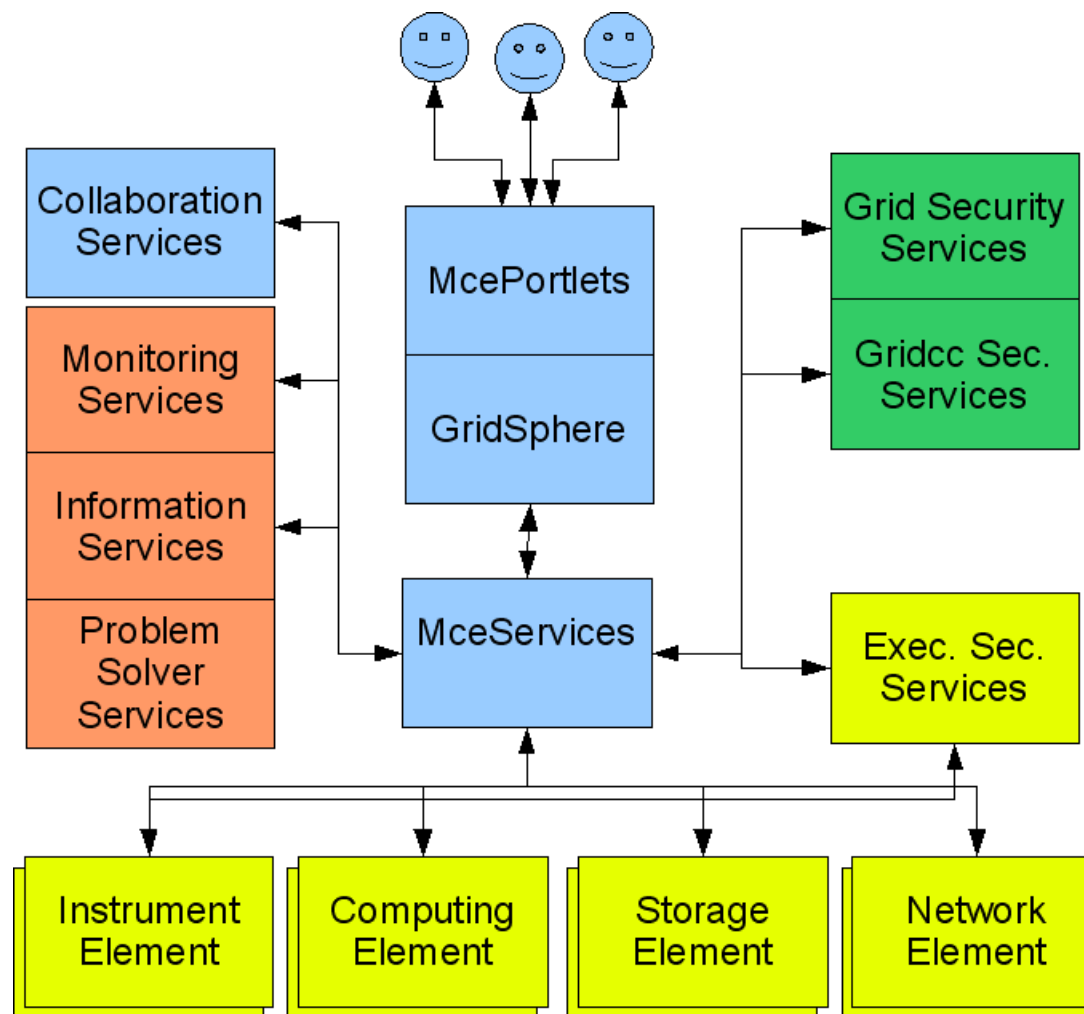 Collaboration
Services
Monitoring
Services
Information
Services
Problem
Solver
Services
McePortlets
GridSphere
MceServices
Grid Security
Services
Gridcc Sec.
Services
Exec. Sec.
Services
Instrument
Element
Computing
Element
Storage
Element
Network
Element